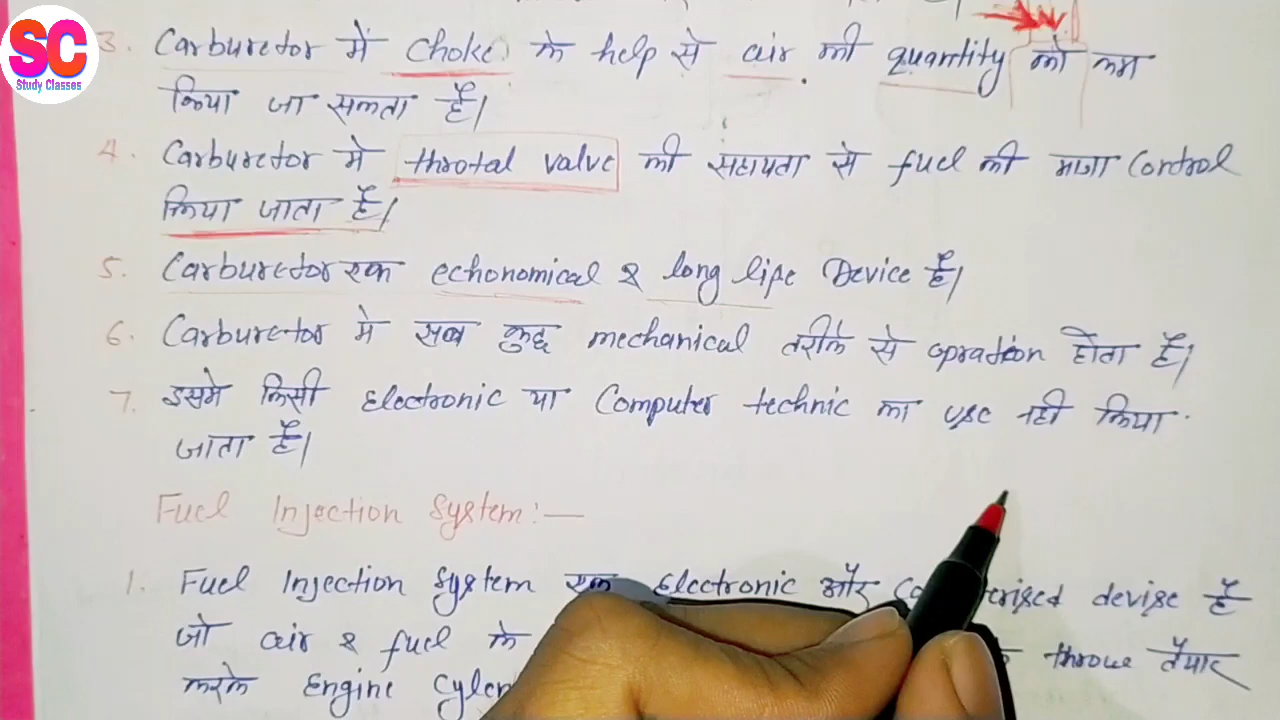 SC
Study Classes
3. Carburetor में choke के help से air की quantity को कम
किया जा सकता है।
4. Carburetor मे throtal valve की सहायता से fuel की मात्रा Control
किया जाता है।
5. Carburetor एक echonomical & long life Device है।
6. Carburetor मे सब कुछ mechanical तरीके से opration होता है।
7. इसमे किसी Electronic या Computer technic का use नही किया
जाता है।
Fuel Injection System:—
1. Fuel Injection System एक Electronic और devise है
जो air & fuel के throue तैयार
करके Engine